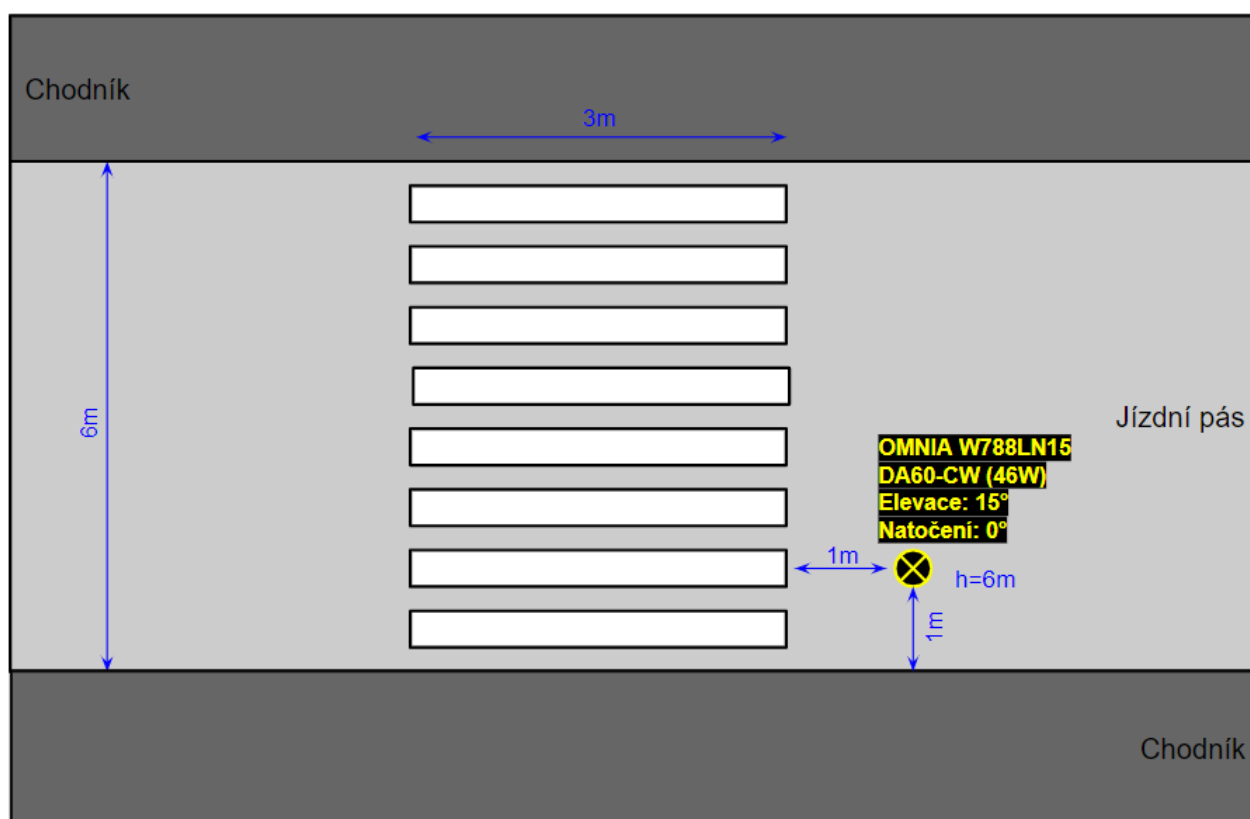 Chodník
3m
6m
Jízdní pás
OMNIA W788LN15
DA60-CW (46W)
Elevace: 15°
Natočení: 0°
1m
h=6m
1m
Chodník